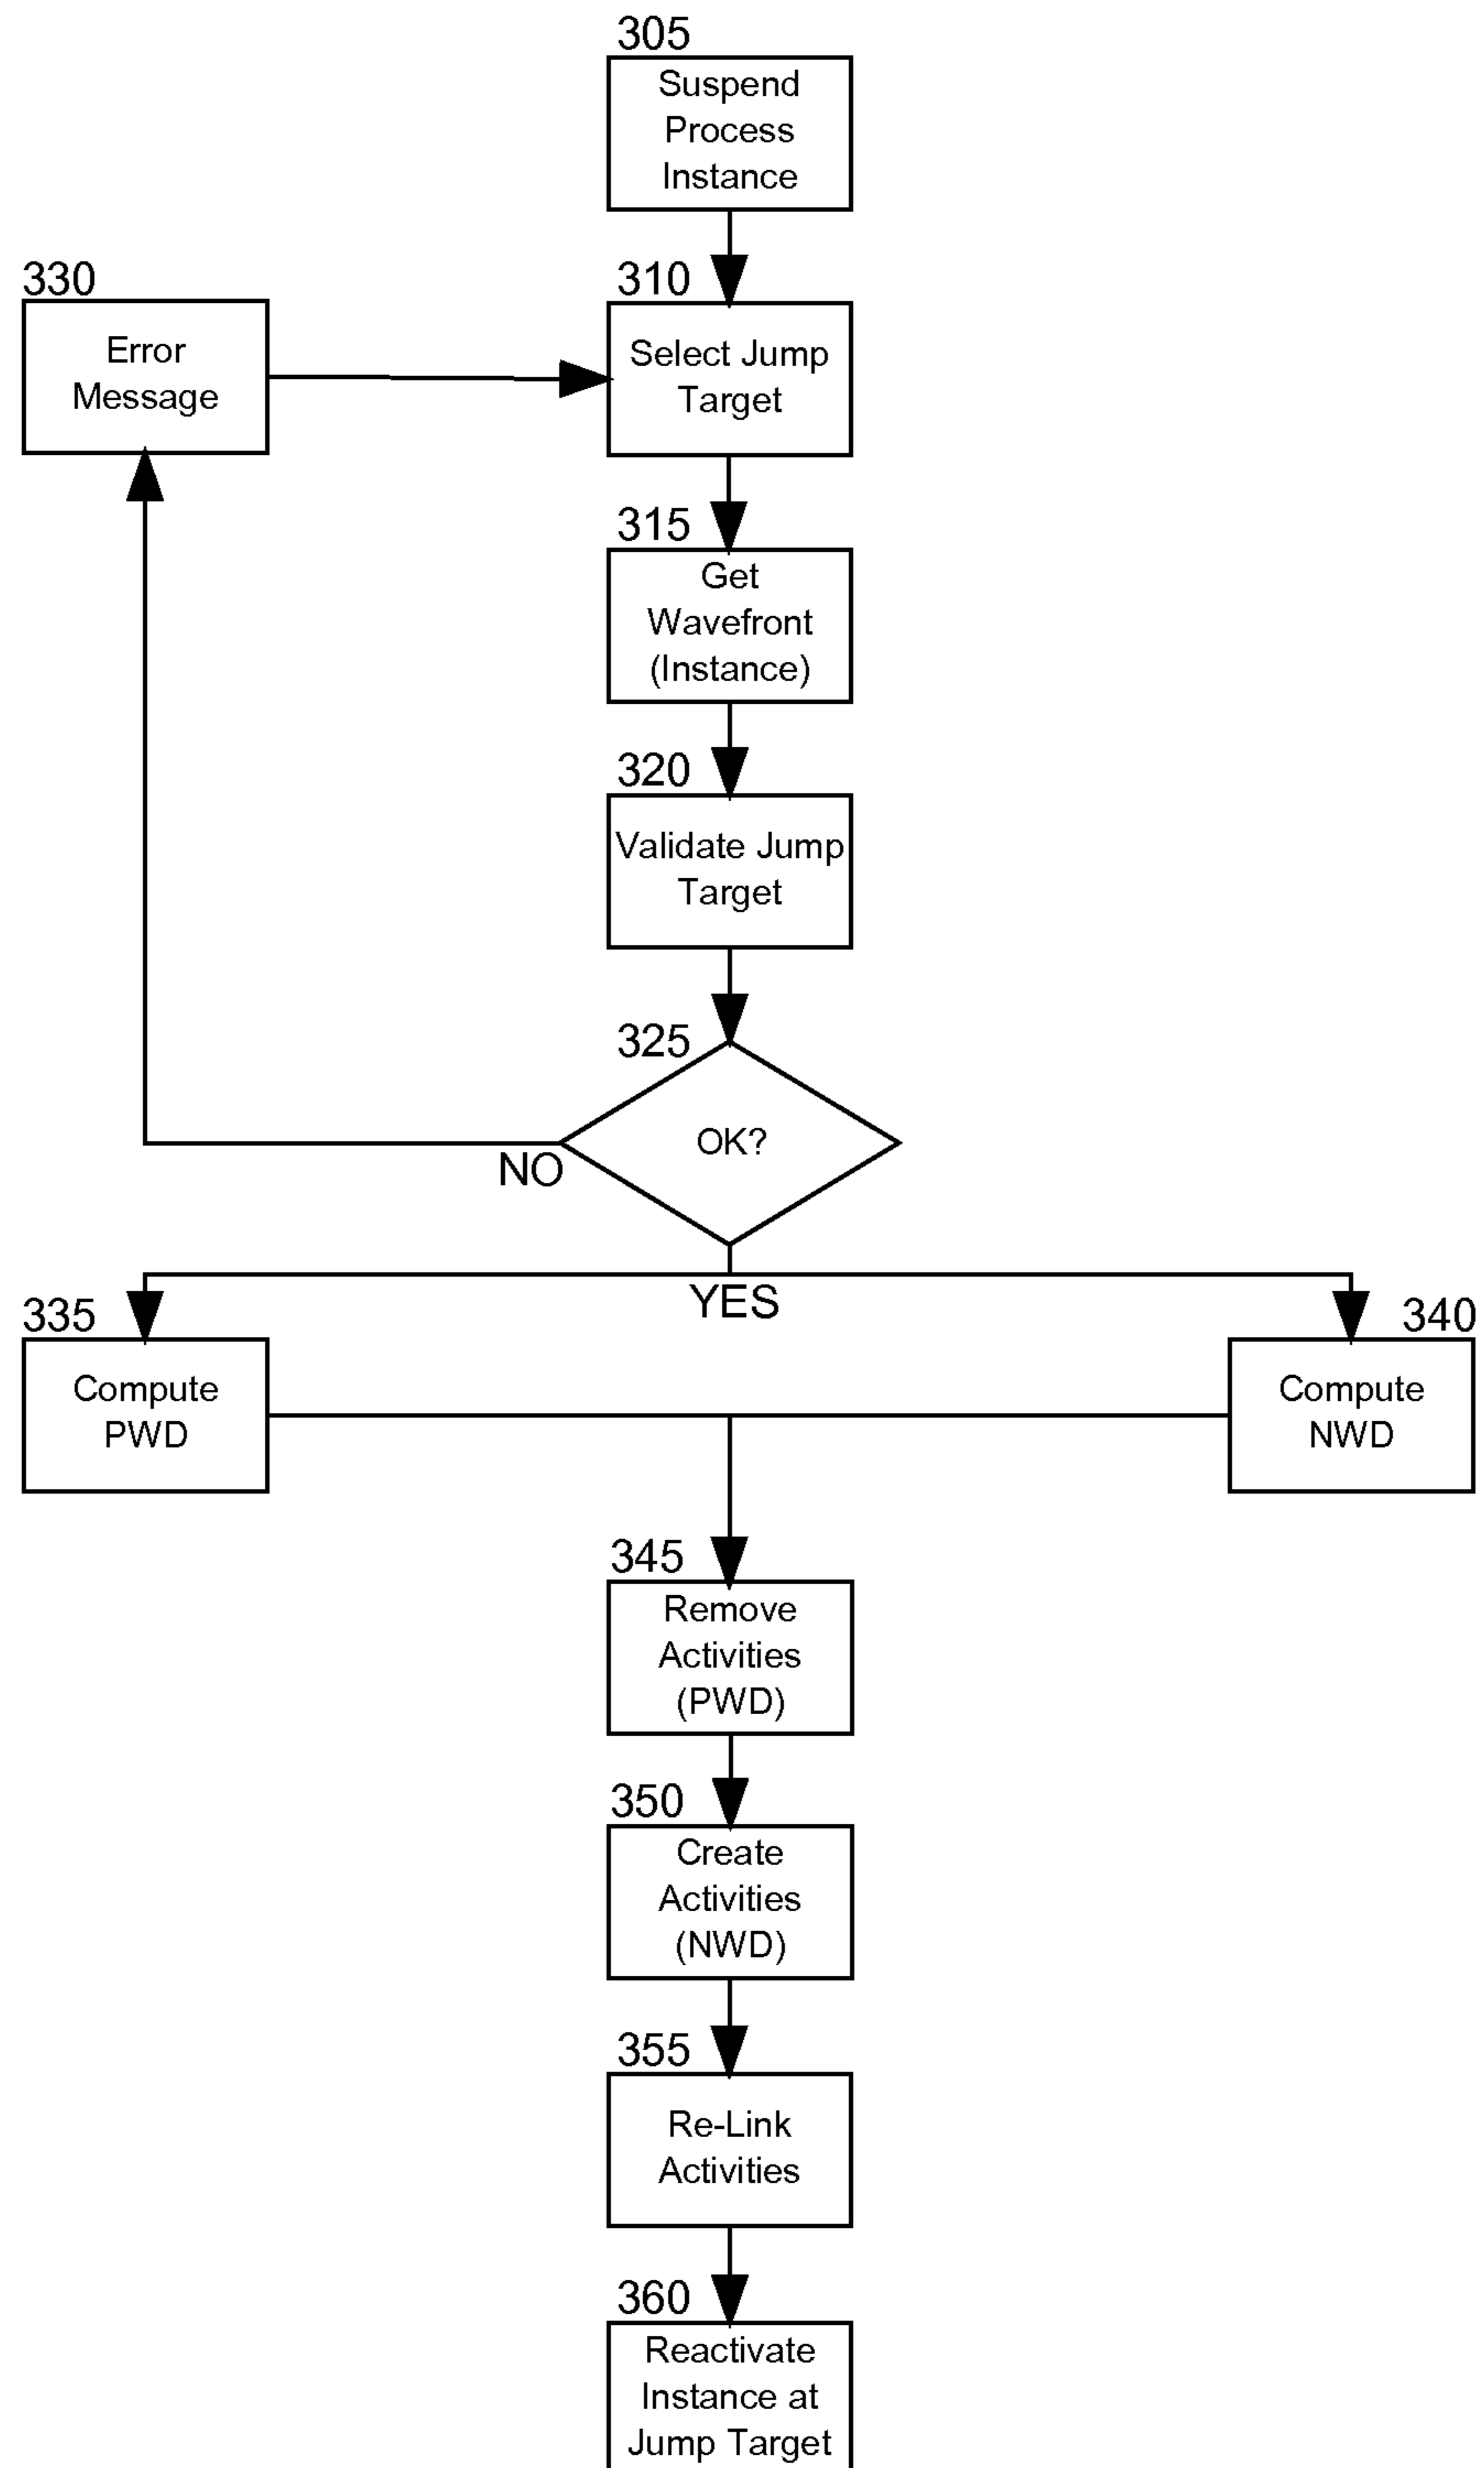 305
Suspend
Process
Instance
330
Error
Message
310
Select Jump
Target
315
Get
Wavefront
(Instance)
320
Validate Jump
Target
325
OK?
NO
YES
335
Compute
PWD
340
Compute
NWD
345
Remove
Activities
(PWD)
350
Create
Activities
(NWD)
355
Re-Link
Activities
360
Reactivate
Instance at
Jump Target